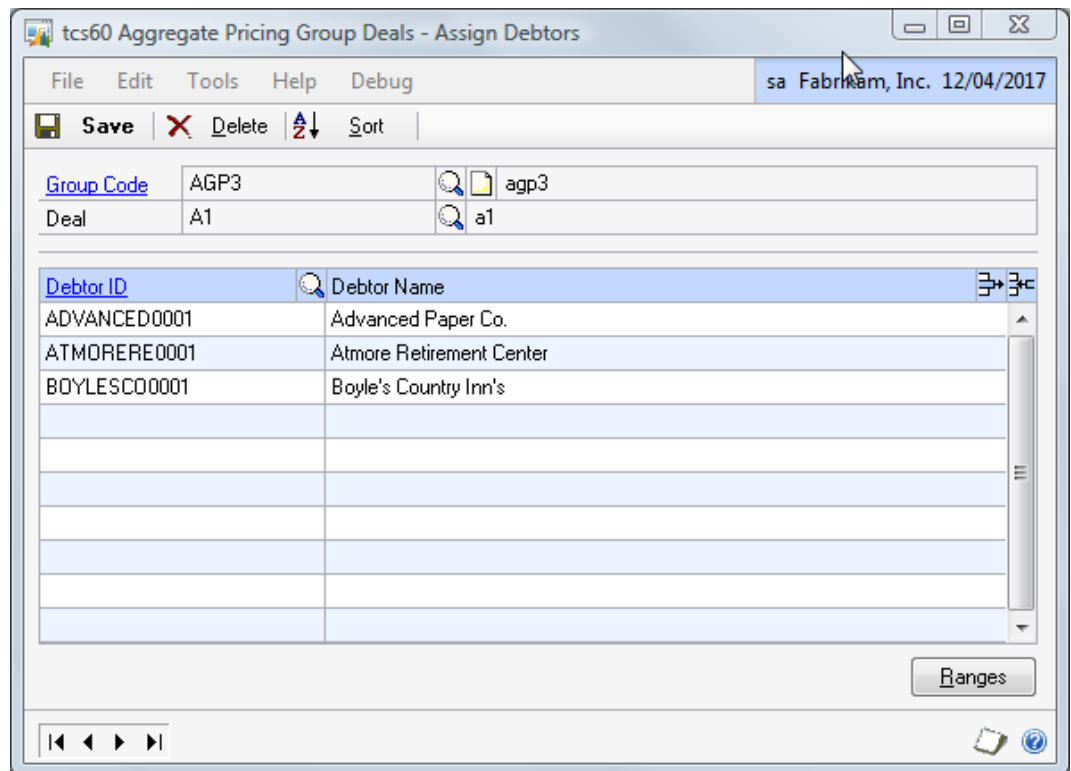 tcs60 Aggregate Pricing Group Deals - Assign Debtors
File Edit Tools Help Debug sa Fabrikam, Inc. 12/04/2017
Save Delete Sort
Group Code AGP3 agp3
Deal A1 a1
Debtor ID Debtor Name
ADVANCED0001 Advanced Paper Co.
ATMORERE0001 Atmore Retirement Center
BOYLESCO0001 Boyle's Country Inn's
Ranges